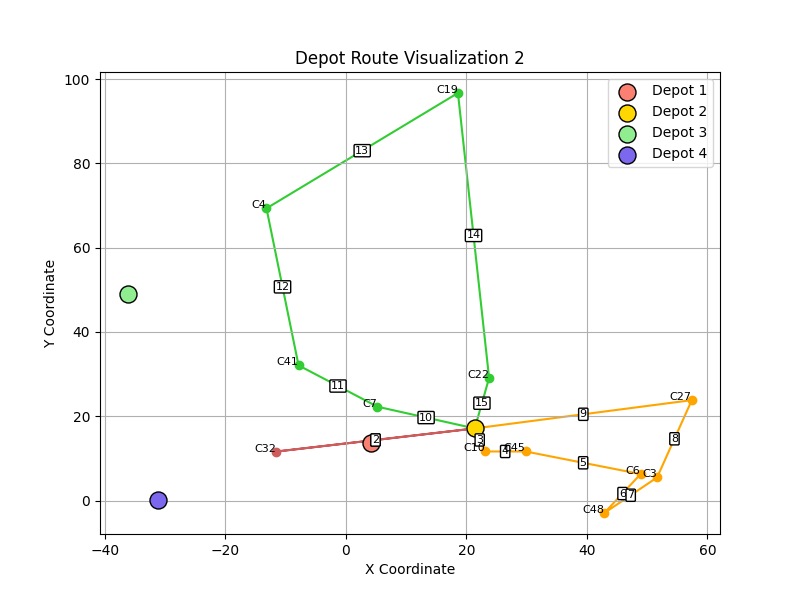 Depot Route Visualization 2
Depot 1
Depot 2
Depot 3
Depot 4
Y Coordinate
100
80
60
40
20
0
C19
13
C4
14
12
C41
C22
11
C7
15
C27
10
9
2
3
C32
C10
4
C45
8
5
C6
C3
6
7
C48
−40
−20
0
20
40
60
X Coordinate